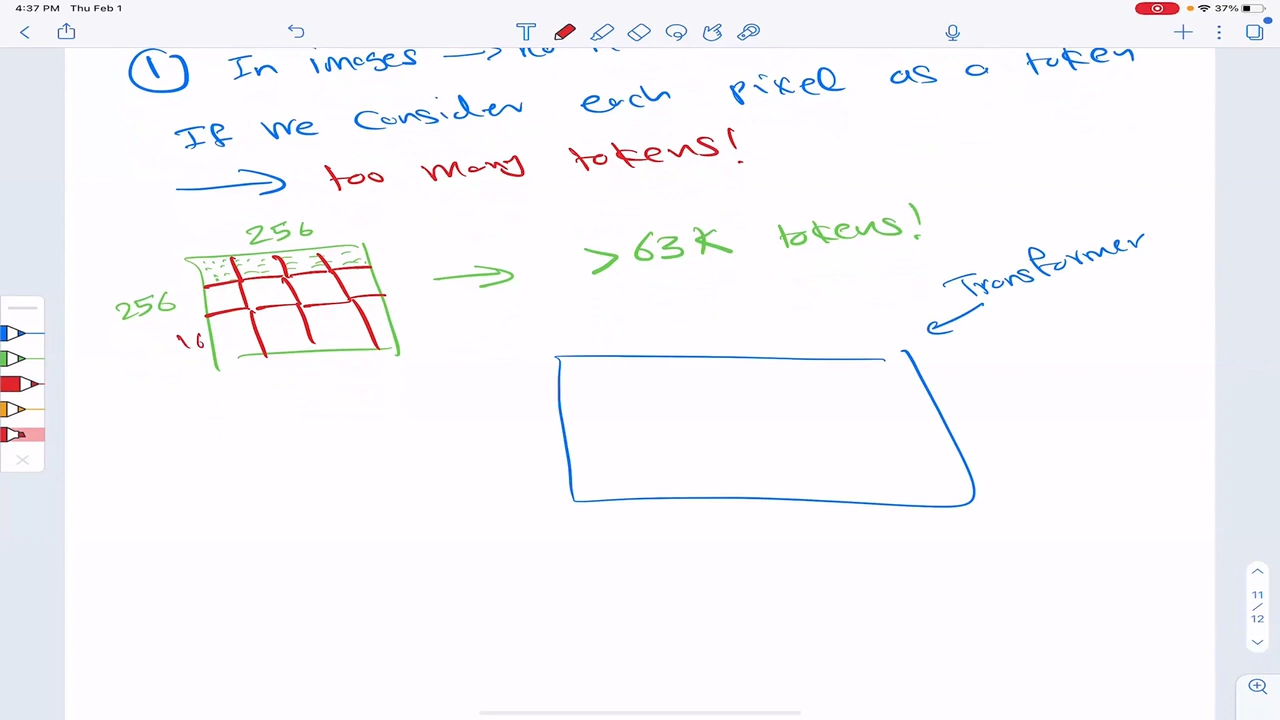 4:37 PM Thu Feb 1
37%
T
① In images →
If we consider each pixel as a token
→ too many tokens!
256
→ >63K tokens!
256
Transformer
16
11
/
12